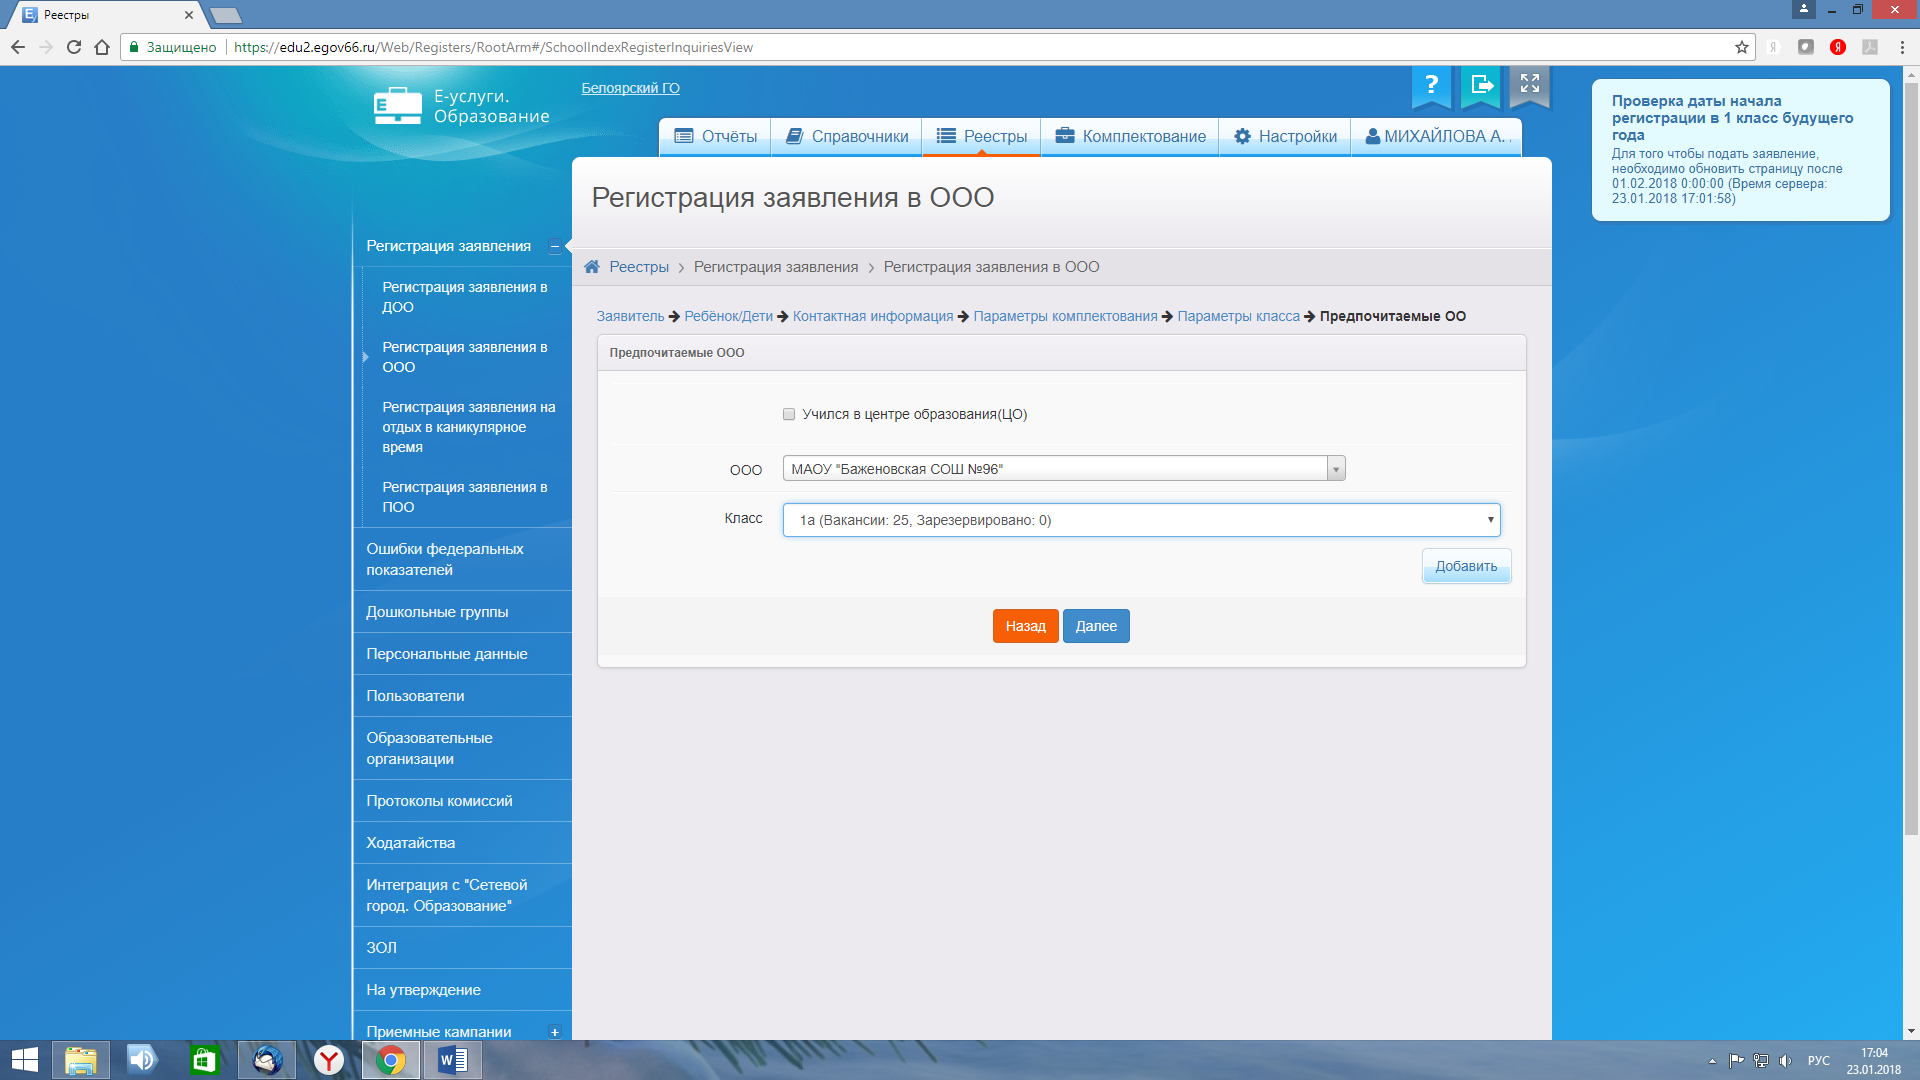 Реестры
Защищено
https://edu2.egov66.ru/Web/Registers/RootArm#/SchoolIndexRegisterInquiriesView
Е-услуги.
Образование
Белоярский ГО
Отчёты
Справочники
Реестры
Комплектование
Настройки
МИХАЙЛОВА А. .
Проверка даты начала
регистрации в 1 класс будущего
года
Для того чтобы подать заявление,
необходимо обновить страницу после
01.02.2018 0:00:00 (Время сервера:
23.01.2018 17:01:58)
Регистрация заявления в ООО
Реестры > Регистрация заявления > Регистрация заявления в ООО
Заявитель → Ребёнок/Дети → Контактная информация → Параметры комплектования → Параметры класса → Предпочитаемые ОО
Предпочитаемые ООО
Учился в центре образования(ЦО)
ООО
МАОУ "Баженовская СОШ №96"
Класс
1а (Вакансии: 25, Зарезервировано: 0)
Добавить
Назад
Далее
Регистрация заявления
Регистрация заявления в
ДОО
Регистрация заявления в
ООО
Регистрация заявления на
отдых в каникулярное
время
Регистрация заявления в
ПОО
Ошибки федеральных
показателей
Дошкольные группы
Персональные данные
Пользователи
Образовательные
организации
Протоколы комиссий
Ходатайства
Интеграция с "Сетевой
город. Образование"
ЗОЛ
На утверждение
Приемные кампании
РУС
17:04
23.01.2018